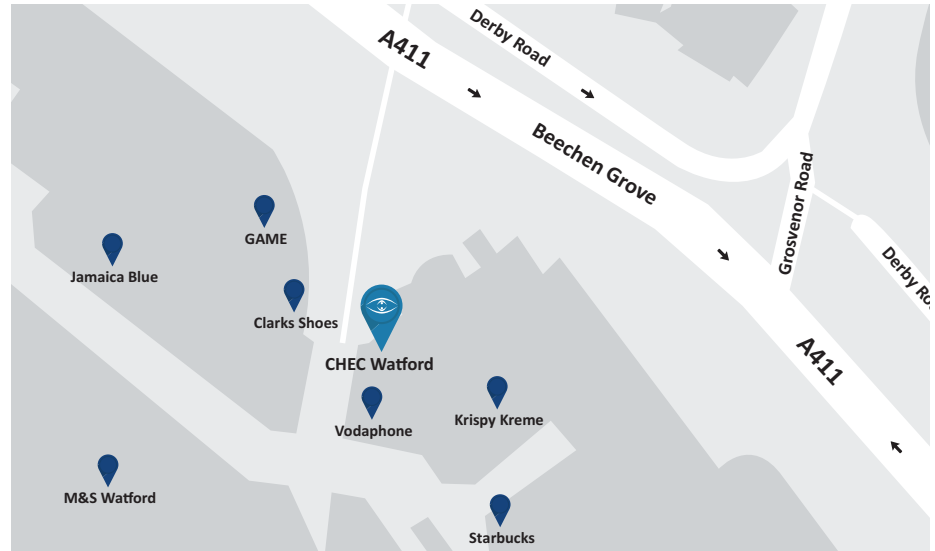 Derby Road
A411
Beechen Grove
Grosvenor Road
GAME
Jamaica Blue
Derby Ro
Clarks Shoes
A411
CHEC Watford
Krispy Kreme
Vodaphone
M&S Watford
Starbucks